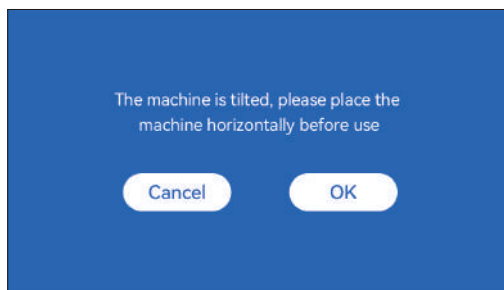 The machine is tilted, please place the
machine horizontally before use
Cancel
OK